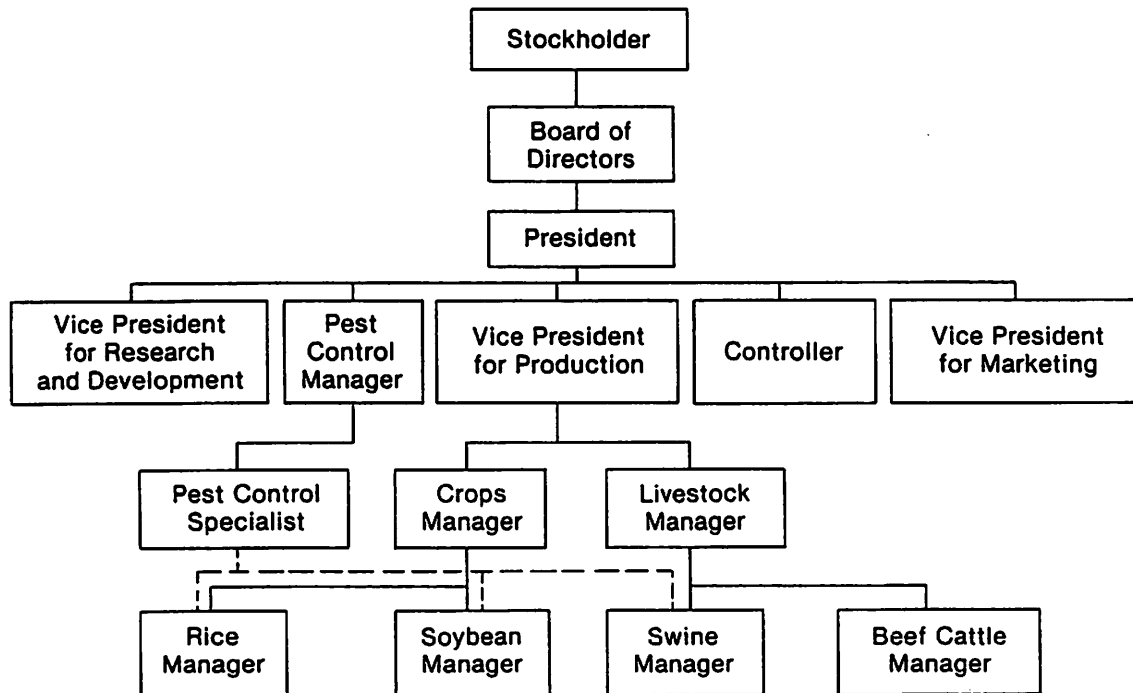 Stockholder
Board of
Directors
President
Vice President
for Research
and Development
Pest
Control
Manager
Vice President
for Production
Controller
Vice President
for Marketing
Pest Control
Specialist
Crops
Manager
Livestock
Manager
Rice
Manager
Soybean
Manager
Swine
Manager
Beef Cattle
Manager